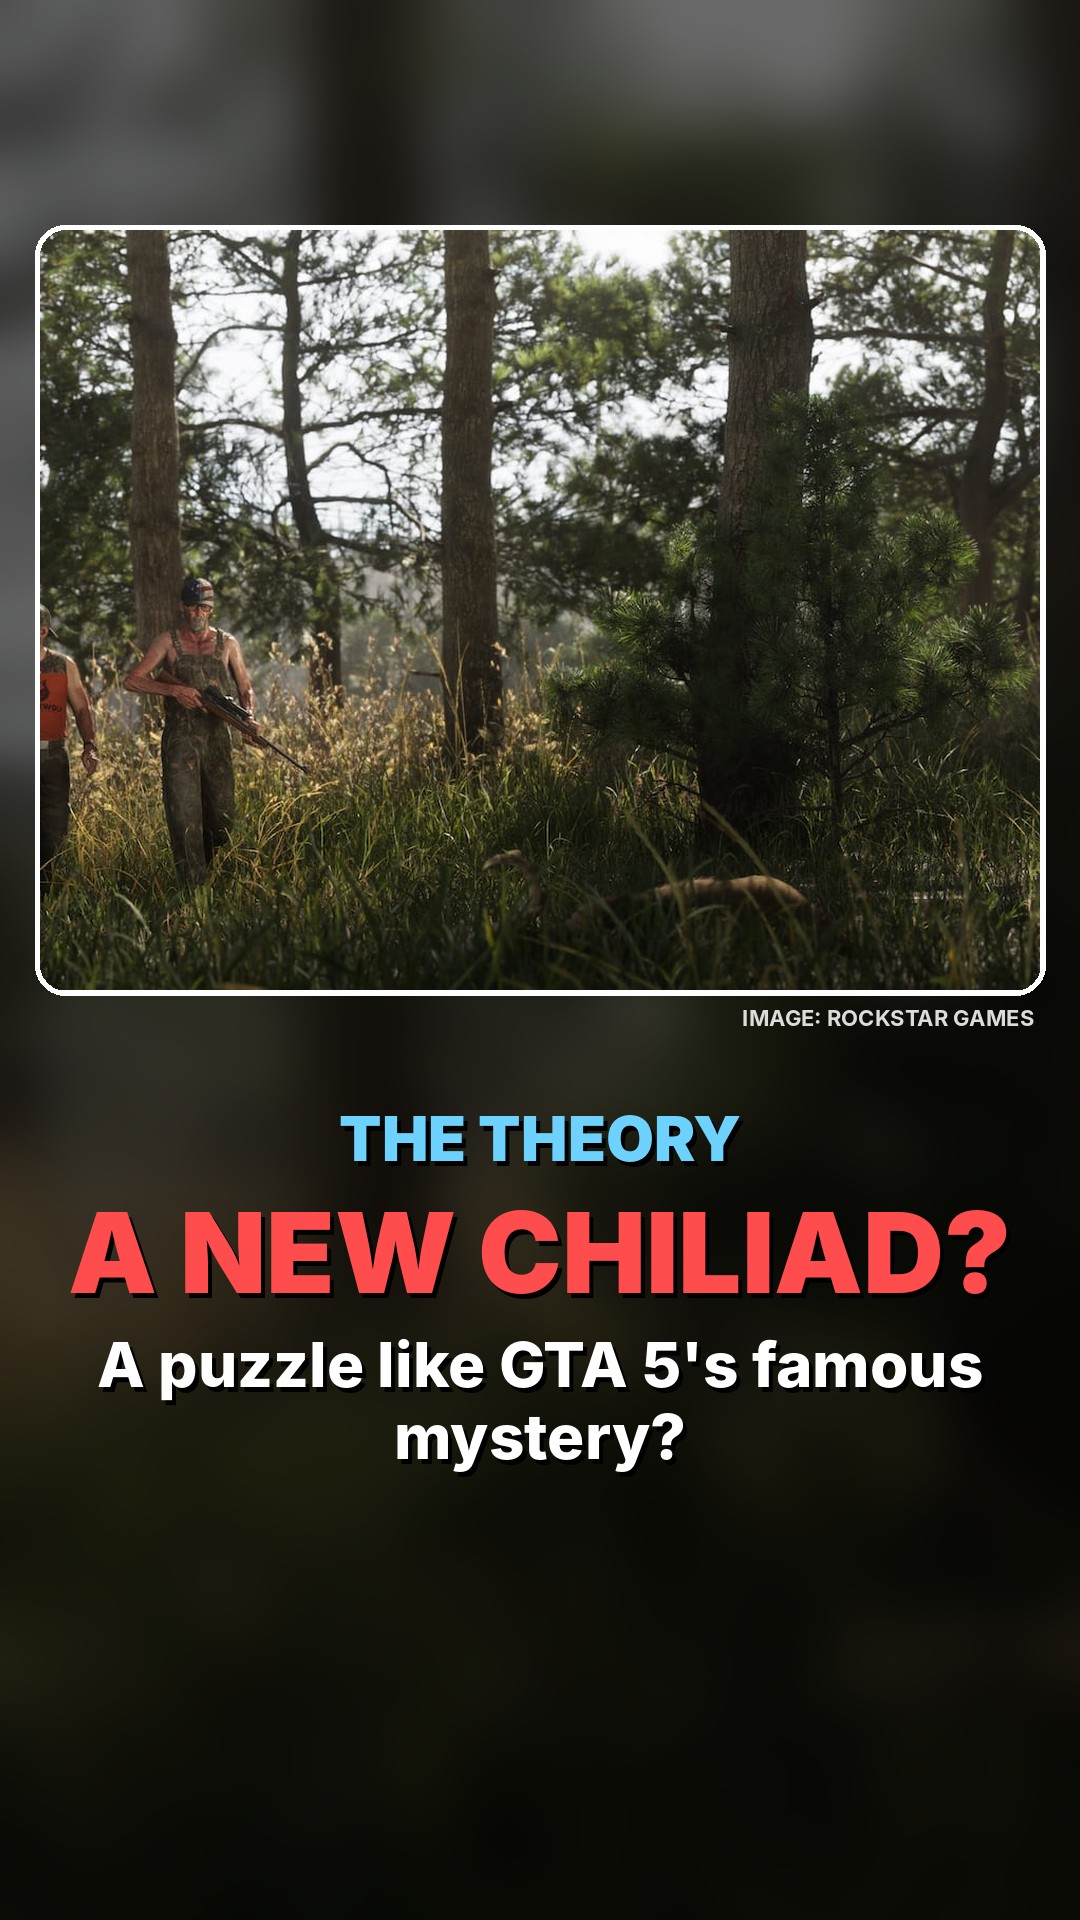 IMAGE: ROCKSTAR GAMES
THE THEORY
A NEW CHILIAD?
A puzzle like GTA 5's famous
mystery?